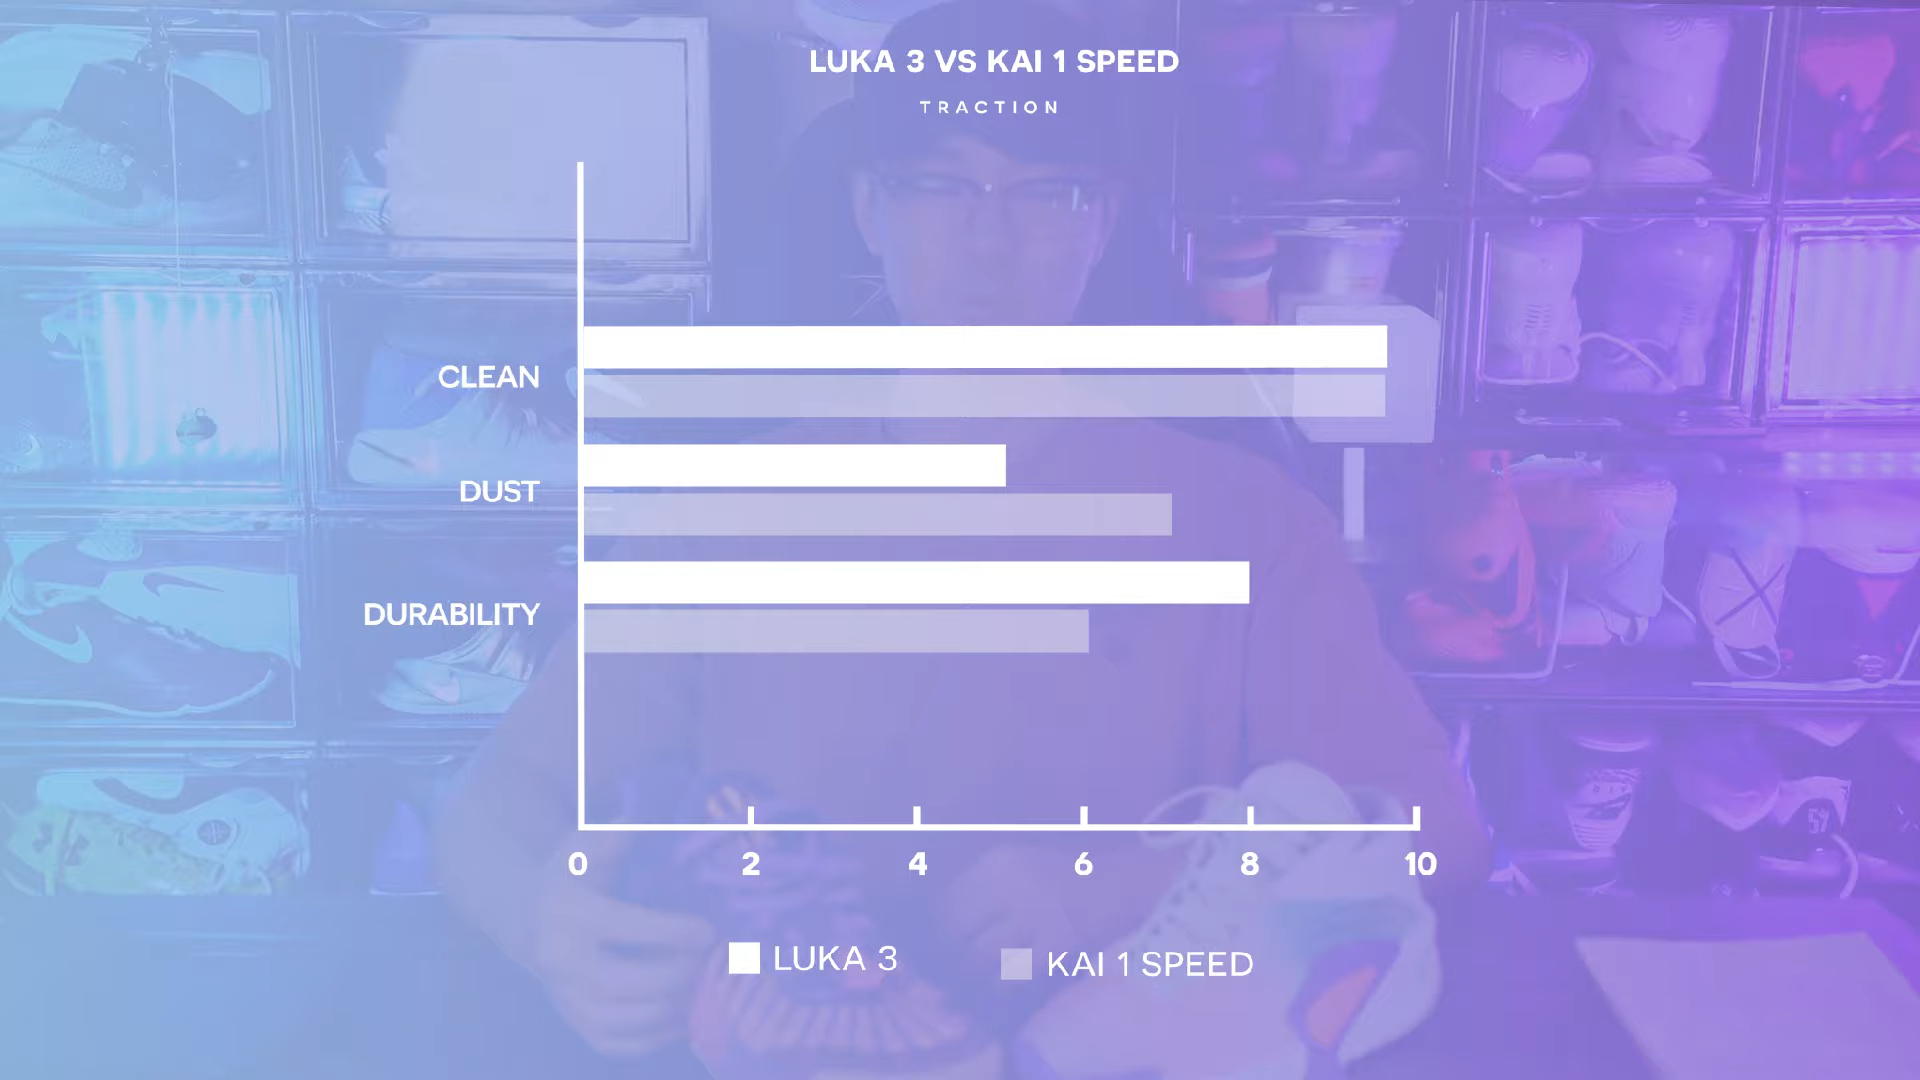 LUKA 3 VS KAI 1 SPEED
TRACTION
CLEAN
DUST
DURABILITY
0 2 4 6 8 10
LUKA 3 KAI 1 SPEED